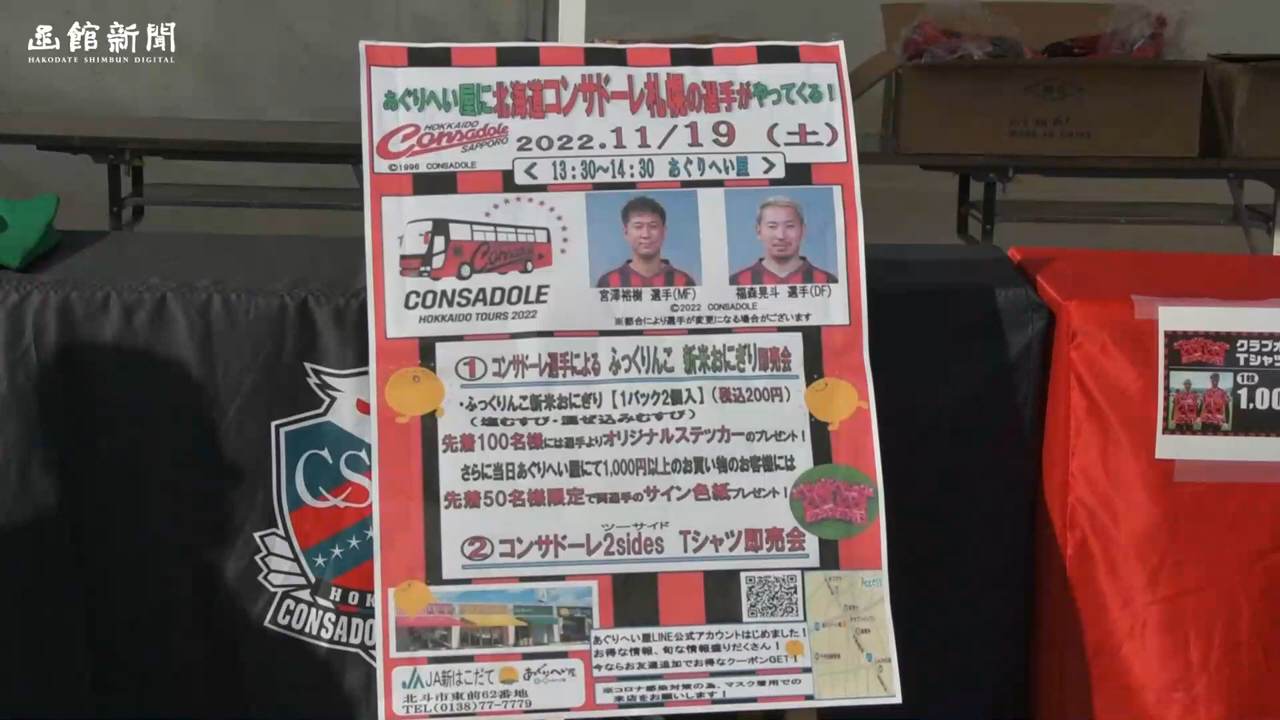 函館新聞
HAKODATE SHIMBUN DIGITAL
あぐりへい屋に北海道コンサドーレ札幌の選手がやってくる！
HOKKAIDO
Consadole
SAPPORO
©1996 CONSADOLE
2022.11/19（土）
＜ 13:30～14:30 あぐりへい屋 ＞
Consadole
CONSADOLE
HOKKAIDO TOURS 2022
宮澤裕樹 選手(MF)
福森晃斗 選手(DF)
©2022 CONSADOLE
※都合により選手が変更になる場合がございます
① コンサドーレ選手による ふっくりんこ 新米おにぎり即売会
・ふっくりんこ新米おにぎり【1パック2個入】（税込200円）
（塩むすび・混ぜ込みむすび）
先着100名様には選手よりオリジナルステッカーのプレゼント！
さらに当日あぐりへい屋にて1,000円以上のお買い物のお客様には
先着50名様限定で両選手のサイン色紙プレゼント！
ツーサイド
② コンサドーレ2sides Tシャツ即売会
Access
あぐりへい屋LINE公式アカウントはじめました！
お得な情報、旬な情報盛りだくさん！
今ならお友達追加でお得なクーポンGET！
※コロナ感染対策の為、マスク着用での
来店をお願いします！
JA新はこだて
あぐりへい屋
北斗市東前62番地
TEL(0138)77-7779
CS
HOK
CONSADO
クラブオ
Tシャツ
1枚
1,00
MADE IN CHINA